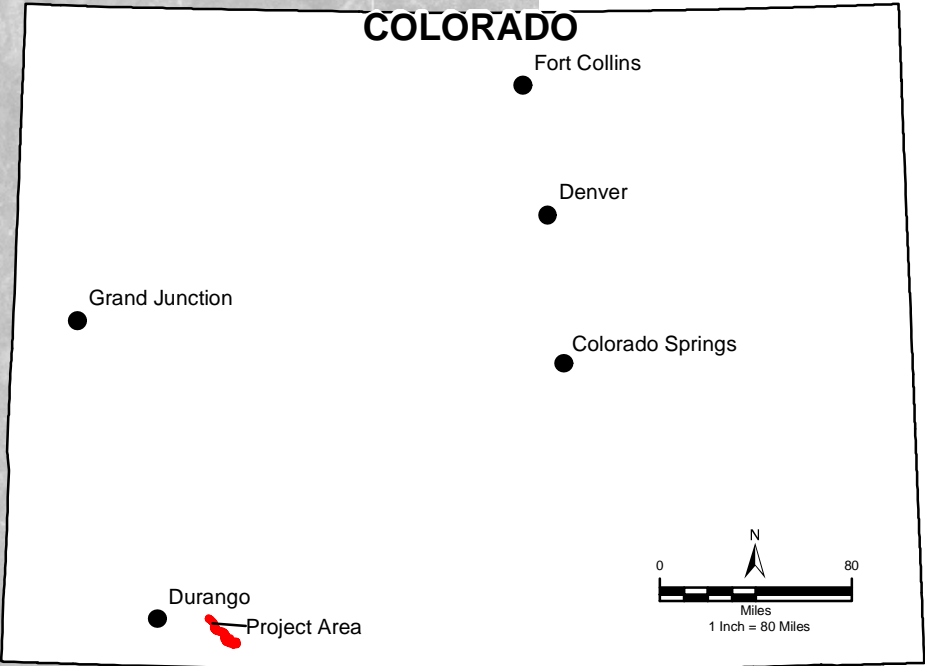 COLORADO
Fort Collins
Denver
Grand Junction
Colorado Springs
N
0 80
Miles
1 Inch = 80 Miles
Durango
Project Area